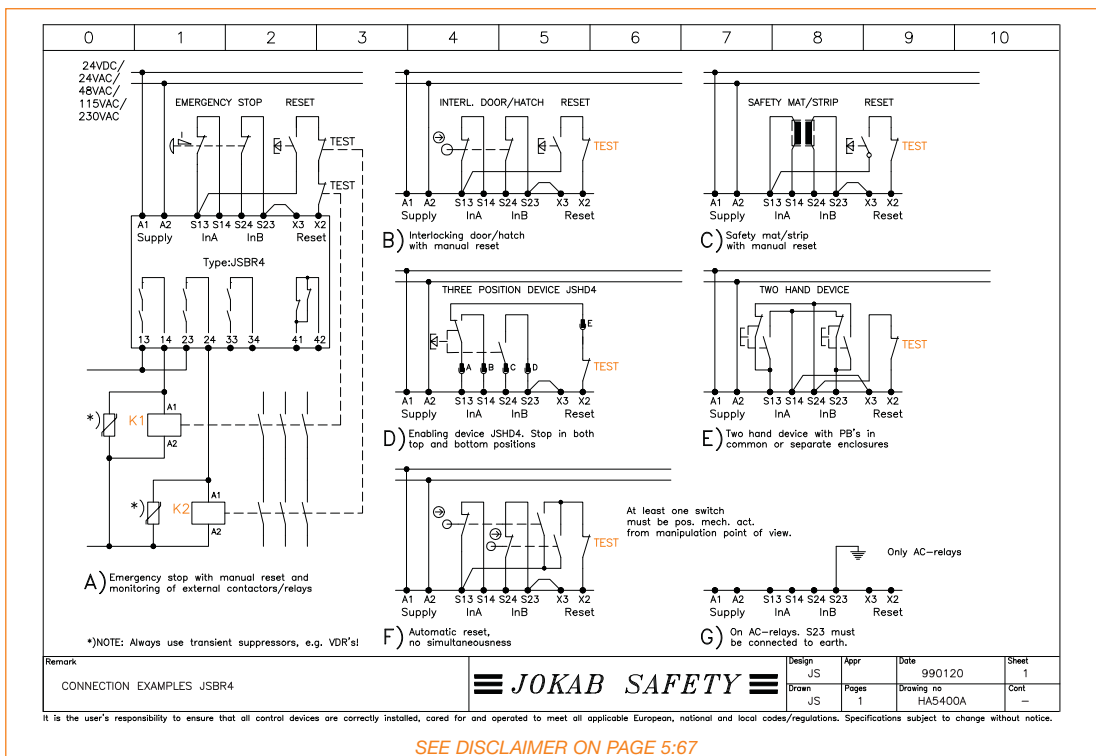 0 1 2 3 4 5 6 7 8 9 10
24VDC/
24VAC/
48VAC/
115VAC/
230VAC
EMERGENCY STOP RESET
TEST
TEST
A1 A2 S13 S14 S24 S23 X3 X2
Supply InA InB Reset
Type:JSBR4
13 14 23 24 33 34 41 42
*) K1 A1
A2
*) K2 A1
A2
A) Emergency stop with manual reset and
monitoring of external contactors/relays
*)NOTE: Always use transient suppressors, e.g. VDR's!
INTERL. DOOR/HATCH RESET
TEST
A1 A2 S13 S14 S24 S23 X3 X2
Supply InA InB Reset
B) Interlocking door/hatch
with manual reset
SAFETY MAT/STRIP RESET
TEST
A1 A2 S13 S14 S24 S23 X3 X2
Supply InA InB Reset
C) Safety mat/strip
with manual reset
THREE POSITION DEVICE JSHD4
E
TEST
A B C D
A1 A2 S13 S14 S24 S23 X3 X2
Supply InA InB Reset
D) Enabling device JSHD4. Stop in both
top and bottom positions
TWO HAND DEVICE
TEST
A1 A2 S13 S14 S24 S23 X3 X2
Supply InA InB Reset
E) Two hand device with PB's in
common or separate enclosures
TEST
A1 A2 S13 S14 S24 S23 X3 X2
Supply InA InB Reset
F) Automatic reset,
no simultaneousness
At least one switch
must be pos. mech. act.
from manipulation point of view.
Only AC-relays
A1 A2 S13 S14 S24 S23 X3 X2
Supply InA InB Reset
G) On AC-relays. S23 must
be connected to earth.
Remark
CONNECTION EXAMPLES JSBR4
JOKAB SAFETY
Design Appr Date Sheet
JS 990120 1
Drawn Pages Drawing no Cont
JS 1 HA5400A -
It is the user's responsibility to ensure that all control devices are correctly installed, cared for and operated to meet all applicable European, national and local codes/regulations. Specifications subject to change without notice.
SEE DISCLAIMER ON PAGE 5:67